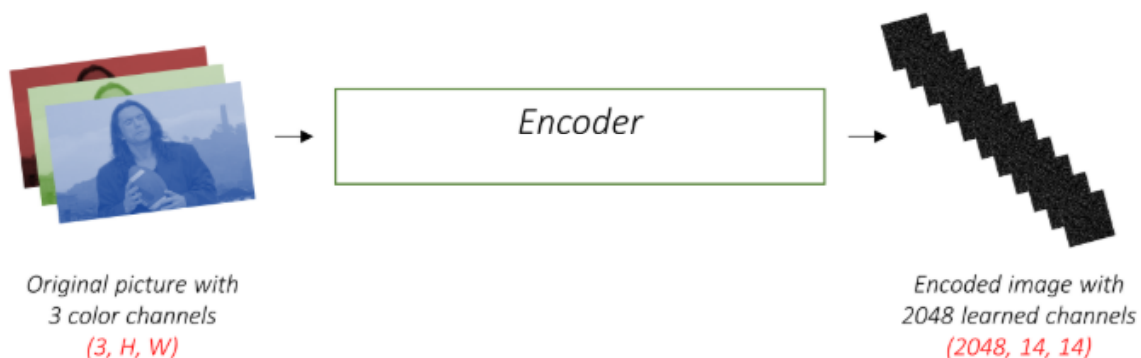 Encoder
Original picture with
3 color channels
(3, H, W)
Encoded image with
2048 learned channels
(2048, 14, 14)